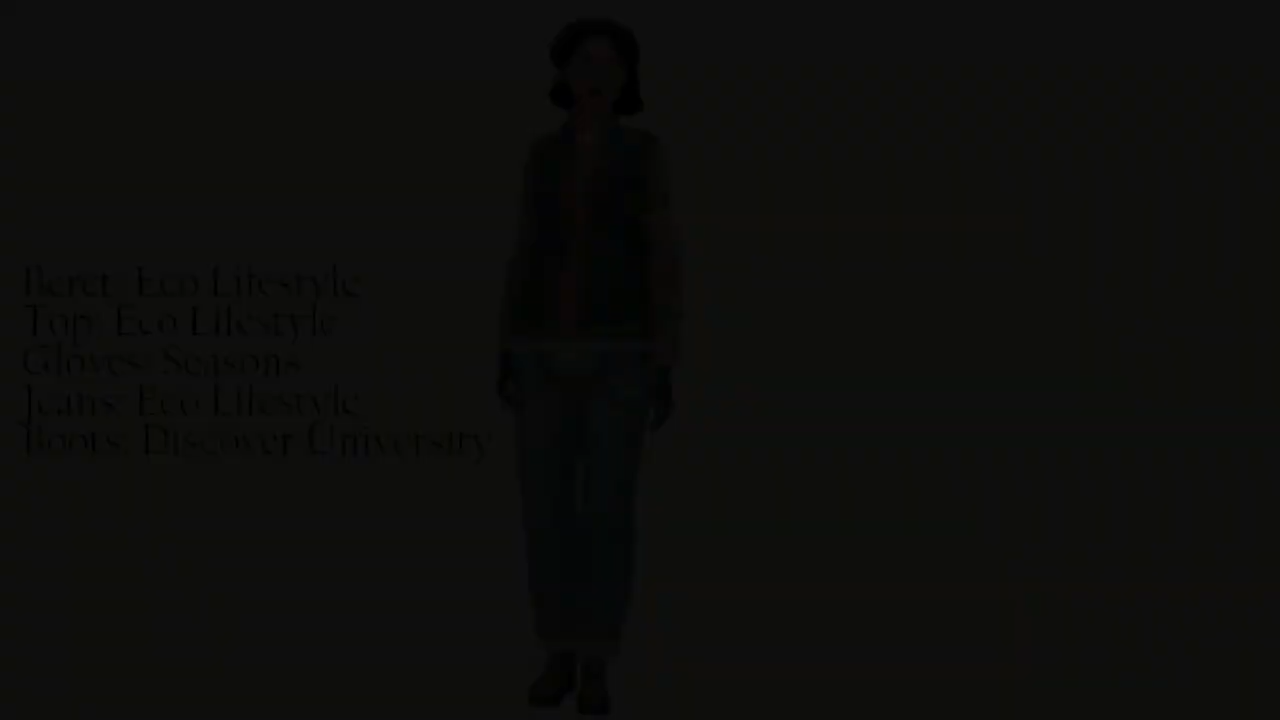 Beret: Eco Lifestyle
Top: Eco Lifestyle
Gloves: Seasons
Jeans: Eco Lifestyle
Boots: Discover University